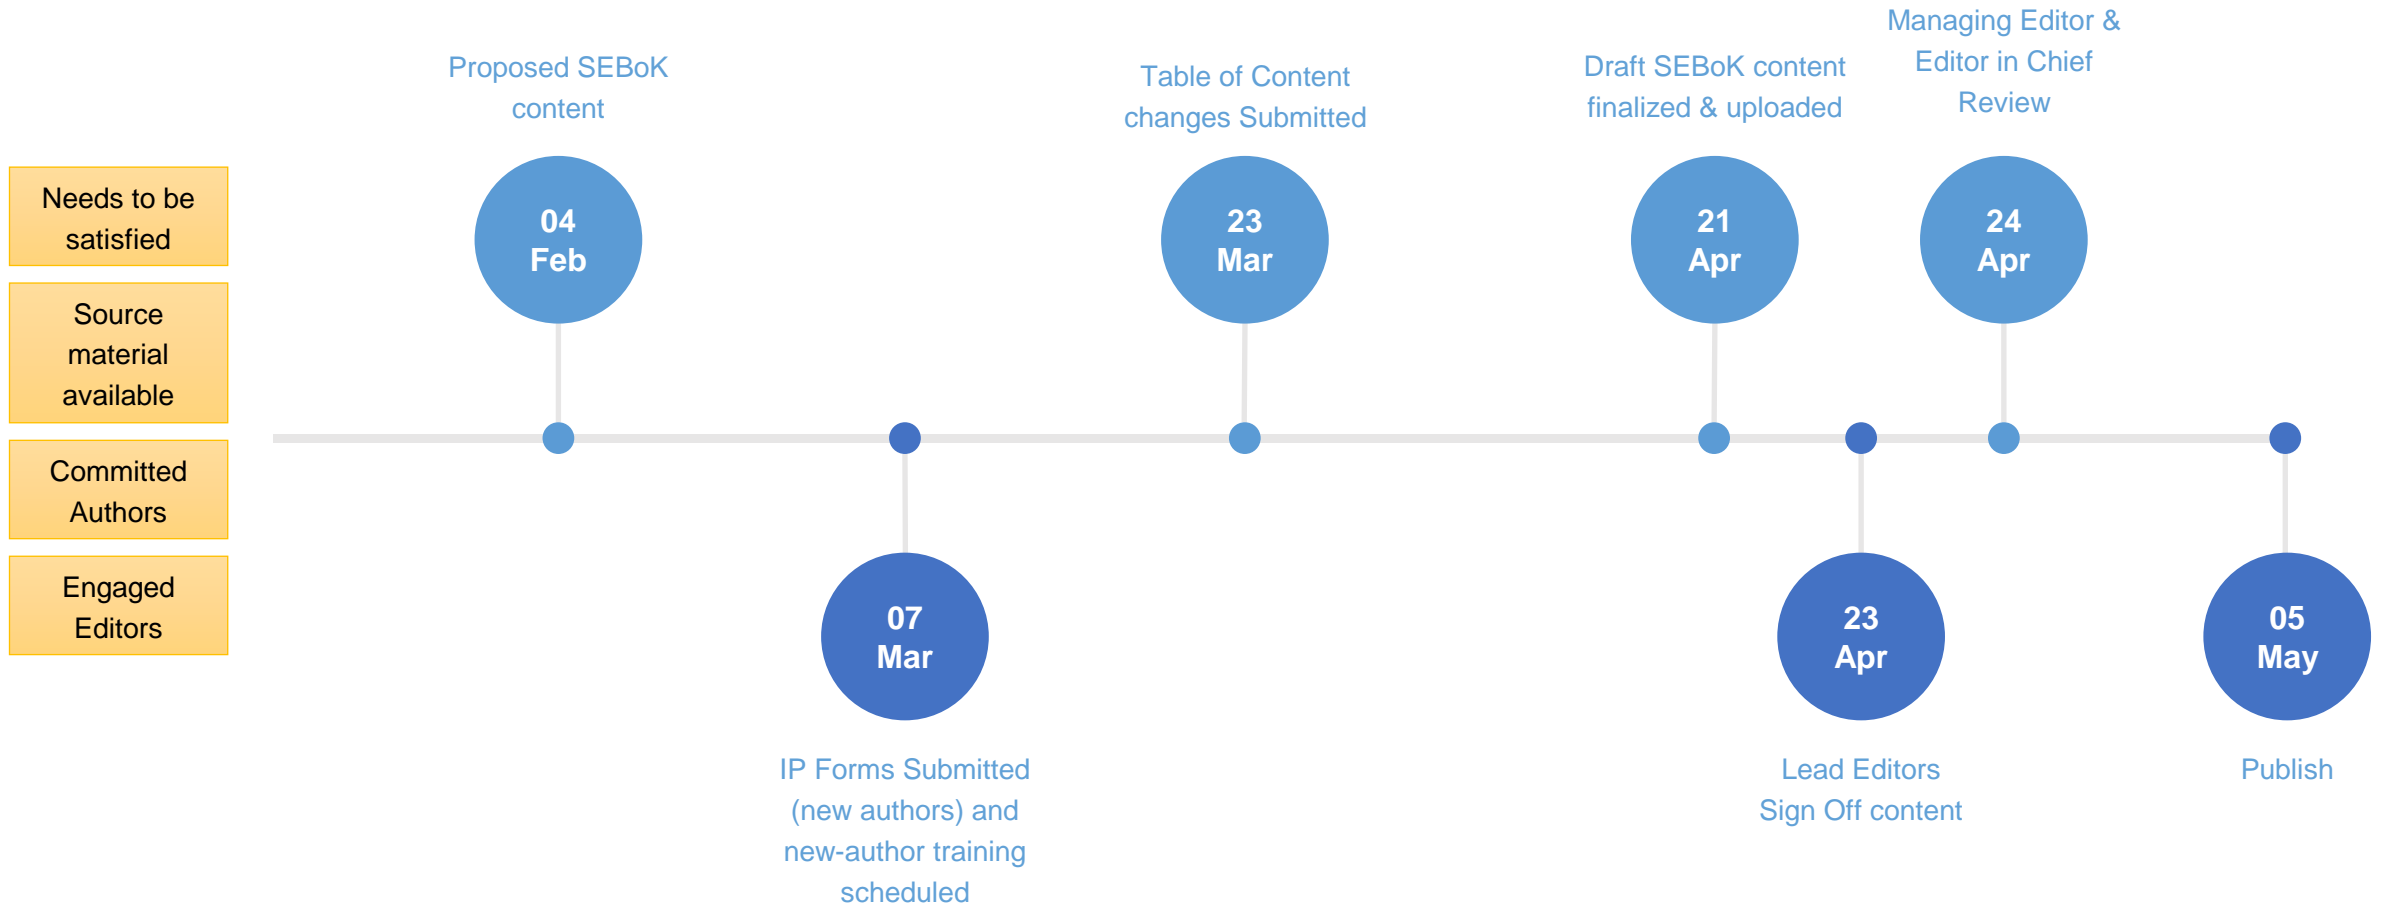 Needs to be
satisfied
Source
material
available
Committed
Authors
Engaged
Editors
Proposed SEBoK
content
04
Feb
07
Mar
IP Forms Submitted
(new authors) and
new-author training
scheduled
Table of Content
changes Submitted
23
Mar
Draft SEBoK content
finalized & uploaded
21
Apr
23
Apr
Lead Editors
Sign Off content
Managing Editor &
Editor in Chief
Review
24
Apr
05
May
Publish